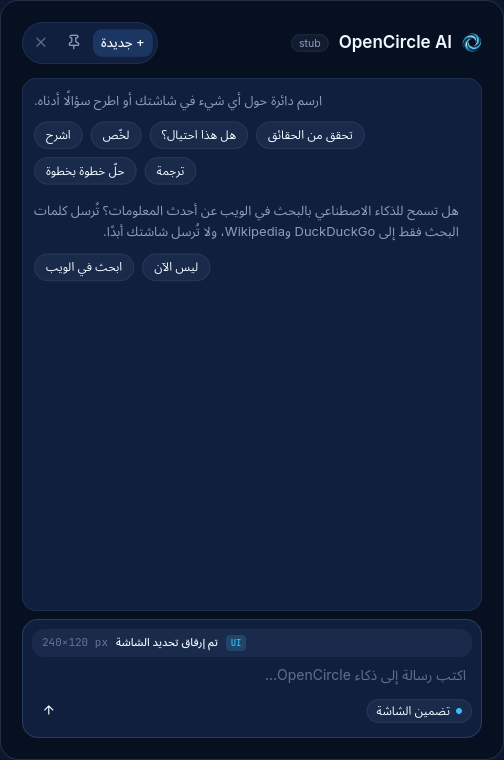 OpenCircle AI
stub
+ جديدة
ارسم دائرة حول أي شيء في شاشتك أو اطرح سؤالًا أدناه.
تحقق من الحقائق
هل هذا احتيال؟
لخّص
اشرح
ترجمة
حلّ خطوة بخطوة
هل تسمح للذكاء الاصطناعي بالبحث في الويب عن أحدث المعلومات؟ تُرسل كلمات
البحث فقط إلى DuckDuckGo وWikipedia، ولا تُرسل شاشتك أبدًا.
ليس الآن
ابحث في الويب
UI تم إرفاق تحديد الشاشة 240×120 px
اكتب رسالة إلى ذكاء OpenCircle...
تضمين الشاشة